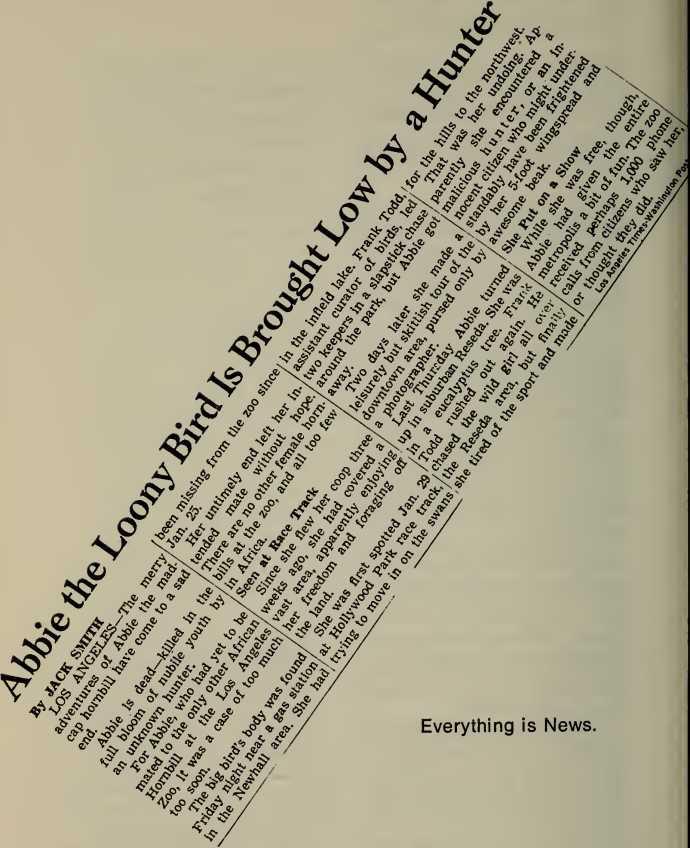 Abbie the Loony Bird Is Brought Low by a Hunter
By JACK SMITH
LOS ANGELES—The merry
adventures of Abbie the mad-
cap hornbill have come to a sad
end.
Abbie is dead—killed in the
full bloom of nubile youth by
an unknown hunter.
For Abbie, who had yet to be
mated to the only other African
Hornbill at the Los Angeles
Zoo, it was a case of too much
too soon.
The big bird's body was found
Friday night near a gas station
in the Newhall area. She had
been missing from the zoo since
Jan. 25.
Her untimely end left her in-
tended mate without hope.
There are no other female horn-
bills at the zoo, and all too few
in Africa.
Seen at Race Track
Since she flew her coop three
weeks ago, she had covered a
vast area, apparently enjoying
her freedom and foraging off
the land.
She was first spotted Jan. 29
at Hollywood Park race track,
trying to move in on the swans
in the infield lake. Frank Todd,
assistant curator of birds, led
two keepers in a slapstick chase
around the park, but Abbie got
away.
Two days later she made a
leisurely but skittish tour of the
downtown area, pursed only by
a photographer.
Last Thursday Abbie turned
up in suburban Reseda. She was
in a eucalyptus tree. Frank
Todd rushed out again. He
chased the wild girl all over
the Reseda area, but finally
she tired of the sport and made
for the hills to the northwest.
That was her undoing. Ap-
parently she encountered a
malicious hunter, or an in-
nocent citizen who might under-
standably have been frightened
by her 5-foot wingspread and
awesome beak.
She Put on a Show
While she was free, though,
Abbie had given the entire
metropolis a bit of fun. The zoo
received perhaps 1,000 phone
calls from citizens who saw her,
or thought they did.
Los Angeles Times-Washington Post
Everything is News.